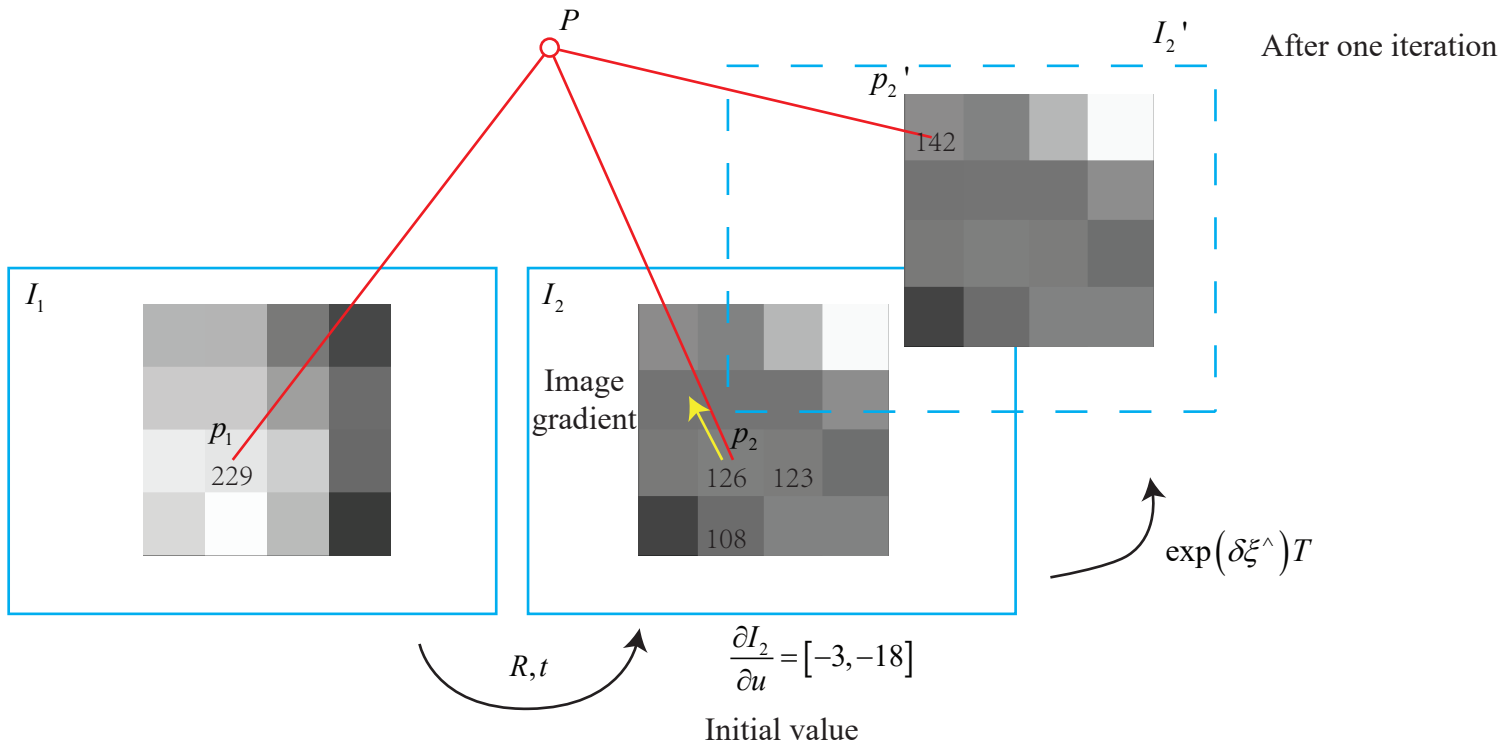 P
I₂'
After one iteration
p₂'
142
I₁
I₂
Image
gradient
p₁
229
p₂
126 123
108
exp(δξ^)T
R,t
∂I₂/∂u = [−3,−18]
Initial value